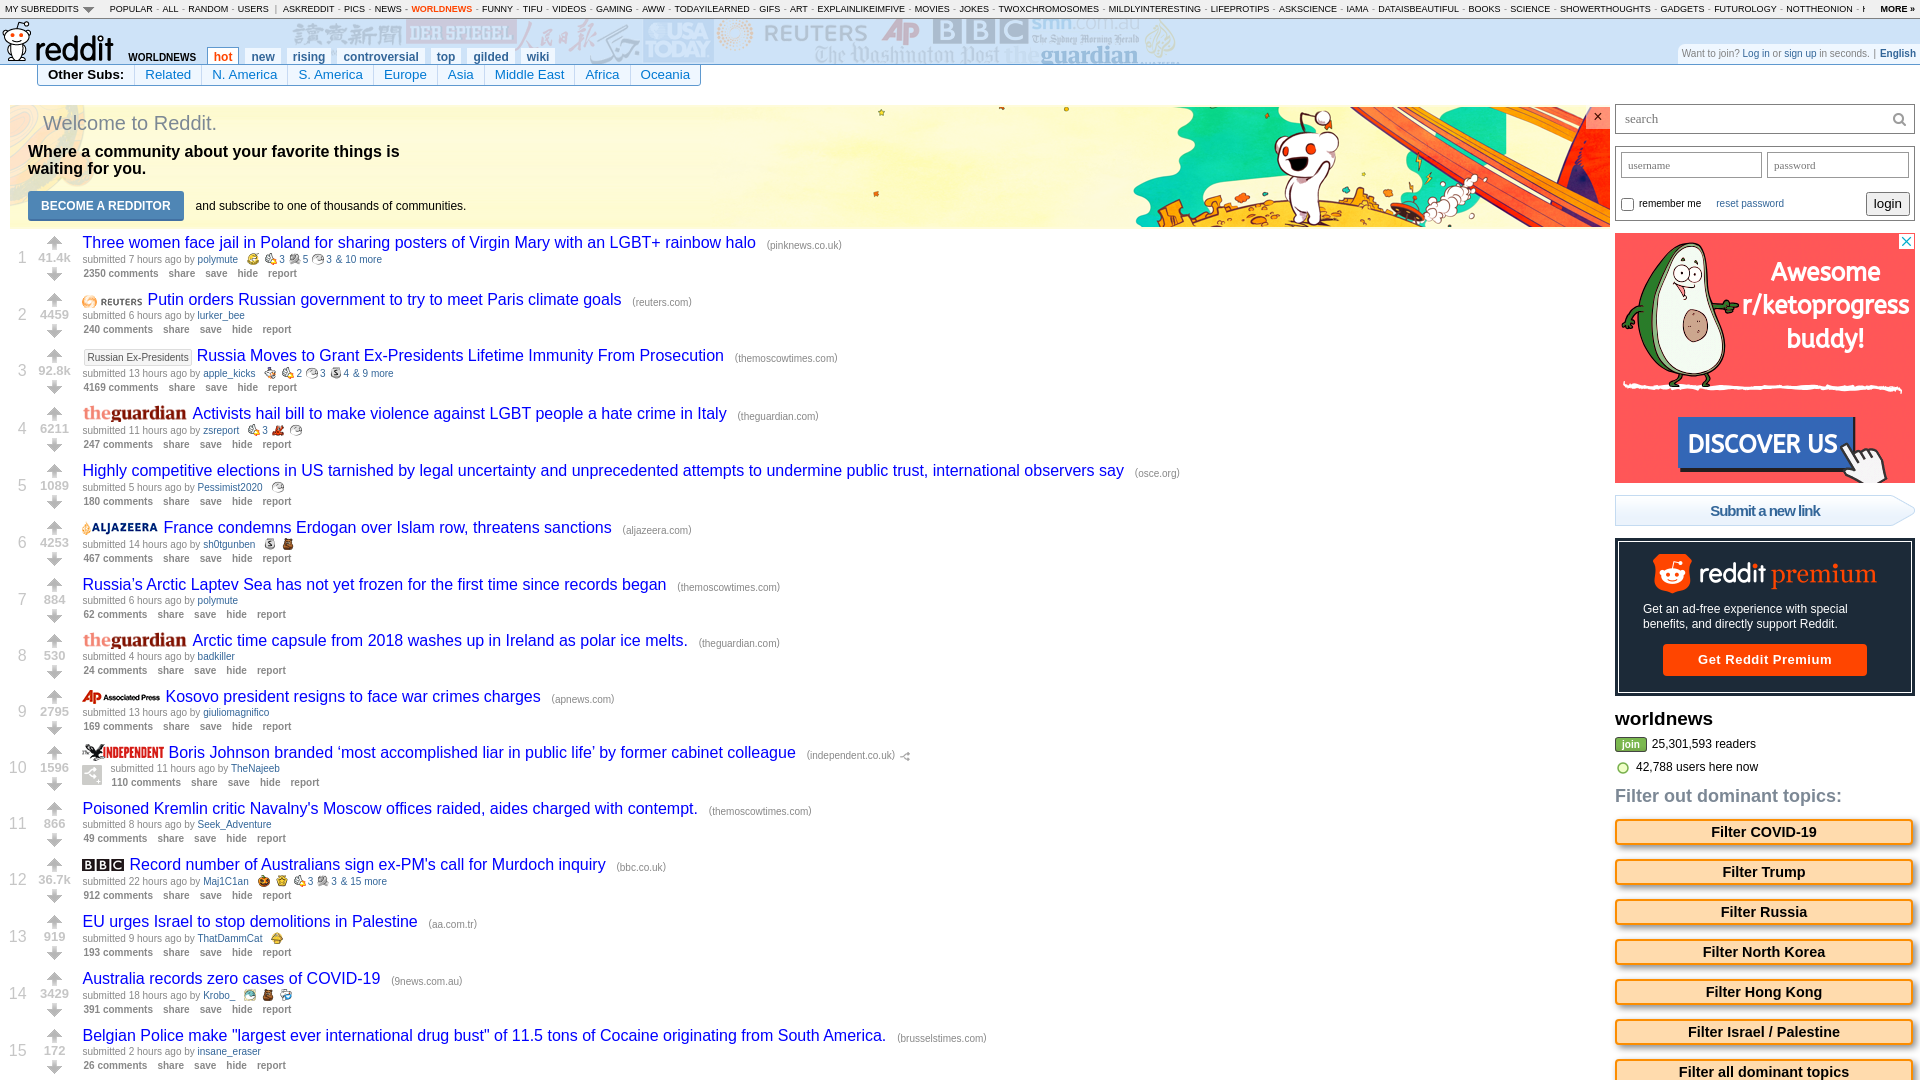 MY SUBREDDITS POPULAR - ALL - RANDOM - USERS | ASKREDDIT - PICS - NEWS - WORLDNEWS - FUNNY - TIFU - VIDEOS - GAMING - AWW - TODAYILEARNED - GIFS - ART - EXPLAINLIKEIMFIVE - MOVIES - JOKES - TWOXCHROMOSOMES - MILDLYINTERESTING - LIFEPROTIPS - ASKSCIENCE - IAMA - DATAISBEAUTIFUL - BOOKS - SCIENCE - SHOWERTHOUGHTS - GADGETS - FUTUROLOGY - NOTTHEONION - MORE »
reddit WORLDNEWS hot new rising controversial top gilded wiki
読売新聞 SPIEGEL USA TODAY REUTERS AP BBC smh.com.au The Sydney Morning Herald
The Washington Post theguardian
Want to join? Log in or sign up in seconds. | English
Other Subs: Related N. America S. America Europe Asia Middle East Africa Oceania
Welcome to Reddit.
Where a community about your favorite things is
waiting for you.
BECOME A REDDITOR and subscribe to one of thousands of communities.
×
1 41.4k Three women face jail in Poland for sharing posters of Virgin Mary with an LGBT+ rainbow halo (pinknews.co.uk)
submitted 7 hours ago by polymute 3 5 3 & 10 more
2350 comments share save hide report
2 4459 REUTERS Putin orders Russian government to try to meet Paris climate goals (reuters.com)
submitted 6 hours ago by lurker_bee
240 comments share save hide report
3 92.8k Russian Ex-Presidents Russia Moves to Grant Ex-Presidents Lifetime Immunity From Prosecution (themoscowtimes.com)
submitted 13 hours ago by apple_kicks 2 3 4 & 9 more
4169 comments share save hide report
4 6211 theguardian Activists hail bill to make violence against LGBT people a hate crime in Italy (theguardian.com)
submitted 11 hours ago by zsreport 3
247 comments share save hide report
5 1089 Highly competitive elections in US tarnished by legal uncertainty and unprecedented attempts to undermine public trust, international observers say (osce.org)
submitted 5 hours ago by Pessimist2020
180 comments share save hide report
6 4253 ALJAZEERA France condemns Erdogan over Islam row, threatens sanctions (aljazeera.com)
submitted 14 hours ago by sh0tgunben
467 comments share save hide report
7 884 Russia’s Arctic Laptev Sea has not yet frozen for the first time since records began (themoscowtimes.com)
submitted 6 hours ago by polymute
62 comments share save hide report
8 530 theguardian Arctic time capsule from 2018 washes up in Ireland as polar ice melts. (theguardian.com)
submitted 4 hours ago by badkiller
24 comments share save hide report
9 2795 AP Associated Press Kosovo president resigns to face war crimes charges (apnews.com)
submitted 13 hours ago by giuliomagnifico
169 comments share save hide report
10 1596 THE INDEPENDENT Boris Johnson branded ‘most accomplished liar in public life’ by former cabinet colleague (independent.co.uk)
submitted 11 hours ago by TheNajeeb
110 comments share save hide report
11 866 Poisoned Kremlin critic Navalny's Moscow offices raided, aides charged with contempt. (themoscowtimes.com)
submitted 8 hours ago by Seek_Adventure
49 comments share save hide report
12 36.7k BBC Record number of Australians sign ex-PM's call for Murdoch inquiry (bbc.co.uk)
submitted 22 hours ago by Maj1C1an 3 3 & 15 more
912 comments share save hide report
13 919 EU urges Israel to stop demolitions in Palestine (aa.com.tr)
submitted 9 hours ago by ThatDammCat
193 comments share save hide report
14 3429 Australia records zero cases of COVID-19 (9news.com.au)
submitted 18 hours ago by Krobo_
391 comments share save hide report
15 172 Belgian Police make "largest ever international drug bust" of 11.5 tons of Cocaine originating from South America. (brusselstimes.com)
submitted 2 hours ago by insane_eraser
26 comments share save hide report
search
username password
remember me reset password login
Awesome
r/ketoprogress
buddy!
DISCOVER US
Submit a new link
reddit premium
Get an ad-free experience with special
benefits, and directly support Reddit.
Get Reddit Premium
worldnews
join 25,301,593 readers
42,788 users here now
Filter out dominant topics:
Filter COVID-19
Filter Trump
Filter Russia
Filter North Korea
Filter Hong Kong
Filter Israel / Palestine
Filter all dominant topics